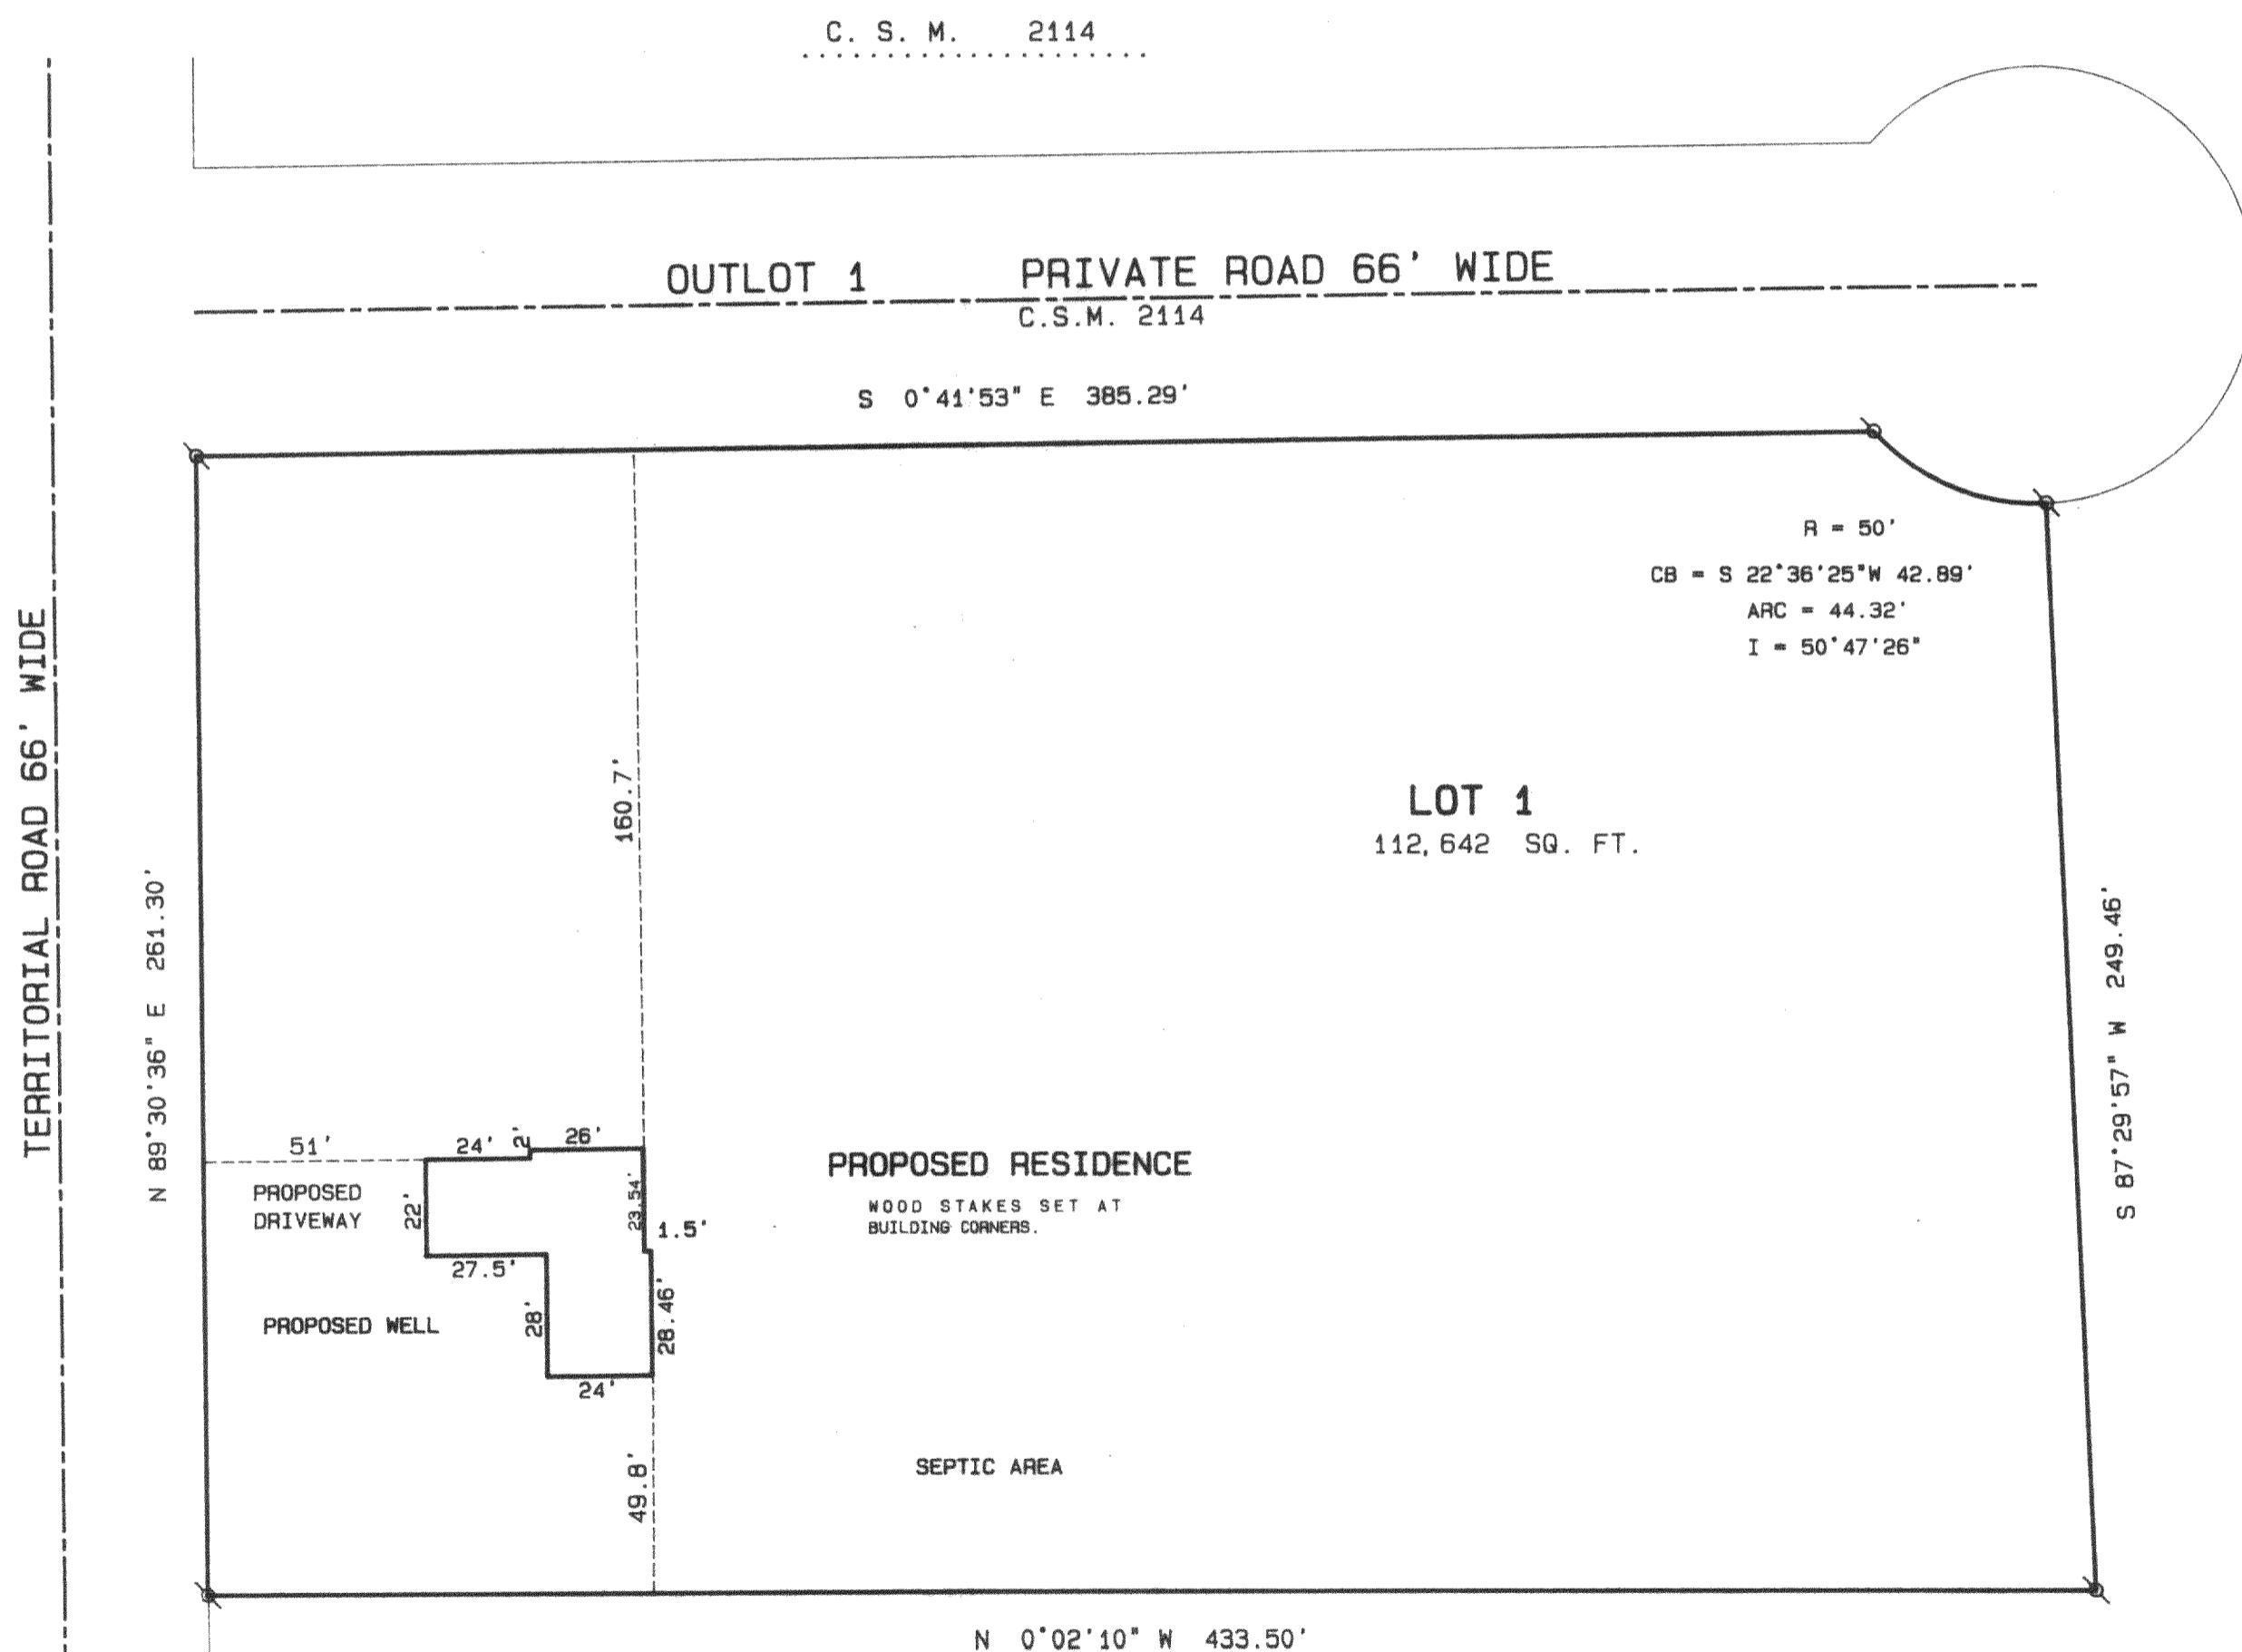 C. S. M. 2114
OUTLOT 1 PRIVATE ROAD 66' WIDE
C.S.M. 2114
S 0°41'53" E 385.29'
R = 50'
CB = S 22°36'25"W 42.89'
ARC = 44.32'
I = 50°47'26"
TERRITORIAL ROAD 66' WIDE
N 89°30'36" E 261.30'
160.7'
LOT 1
112,642 SQ. FT.
S 87°29'57" W 249.46'
51'
24'
2'
26'
PROPOSED
DRIVEWAY
22'
23.54'
1.5'
PROPOSED RESIDENCE
WOOD STAKES SET AT
BUILDING CORNERS.
27.5'
PROPOSED WELL
28'
28.46'
24'
49.8'
SEPTIC AREA
N 0°02'10" W 433.50'